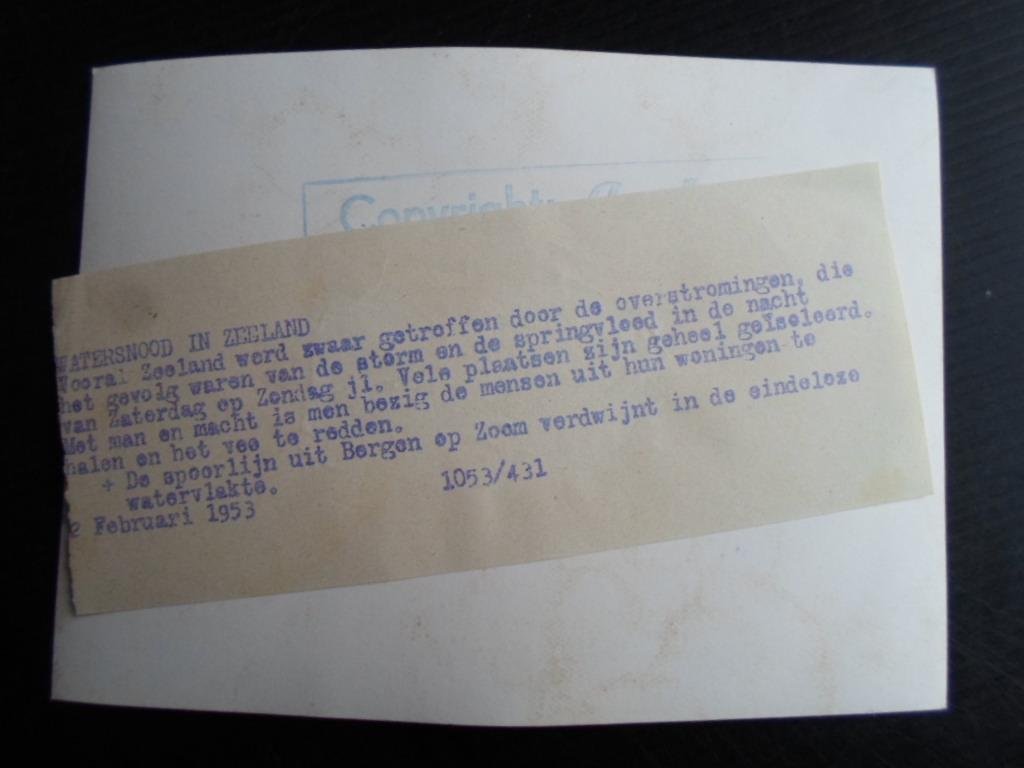 Copyright:
WATERSNOOD IN ZEELAND
Vooral Zeeland werd zwaar getroffen door de overstromingen, die
het gevolg waren van de storm en de springvloed in de nacht
van Zaterdag op Zondag jl. Vele plaatsen zijn geheel geïsoleerd.
Met man en macht is men bezig de mensen uit hun woningen te
halen en het vee te redden.
+ De spoorlijn uit Bergen op Zoom verdwijnt in de eindeloze
watervlakte.
1053/431
2 Februari 1953